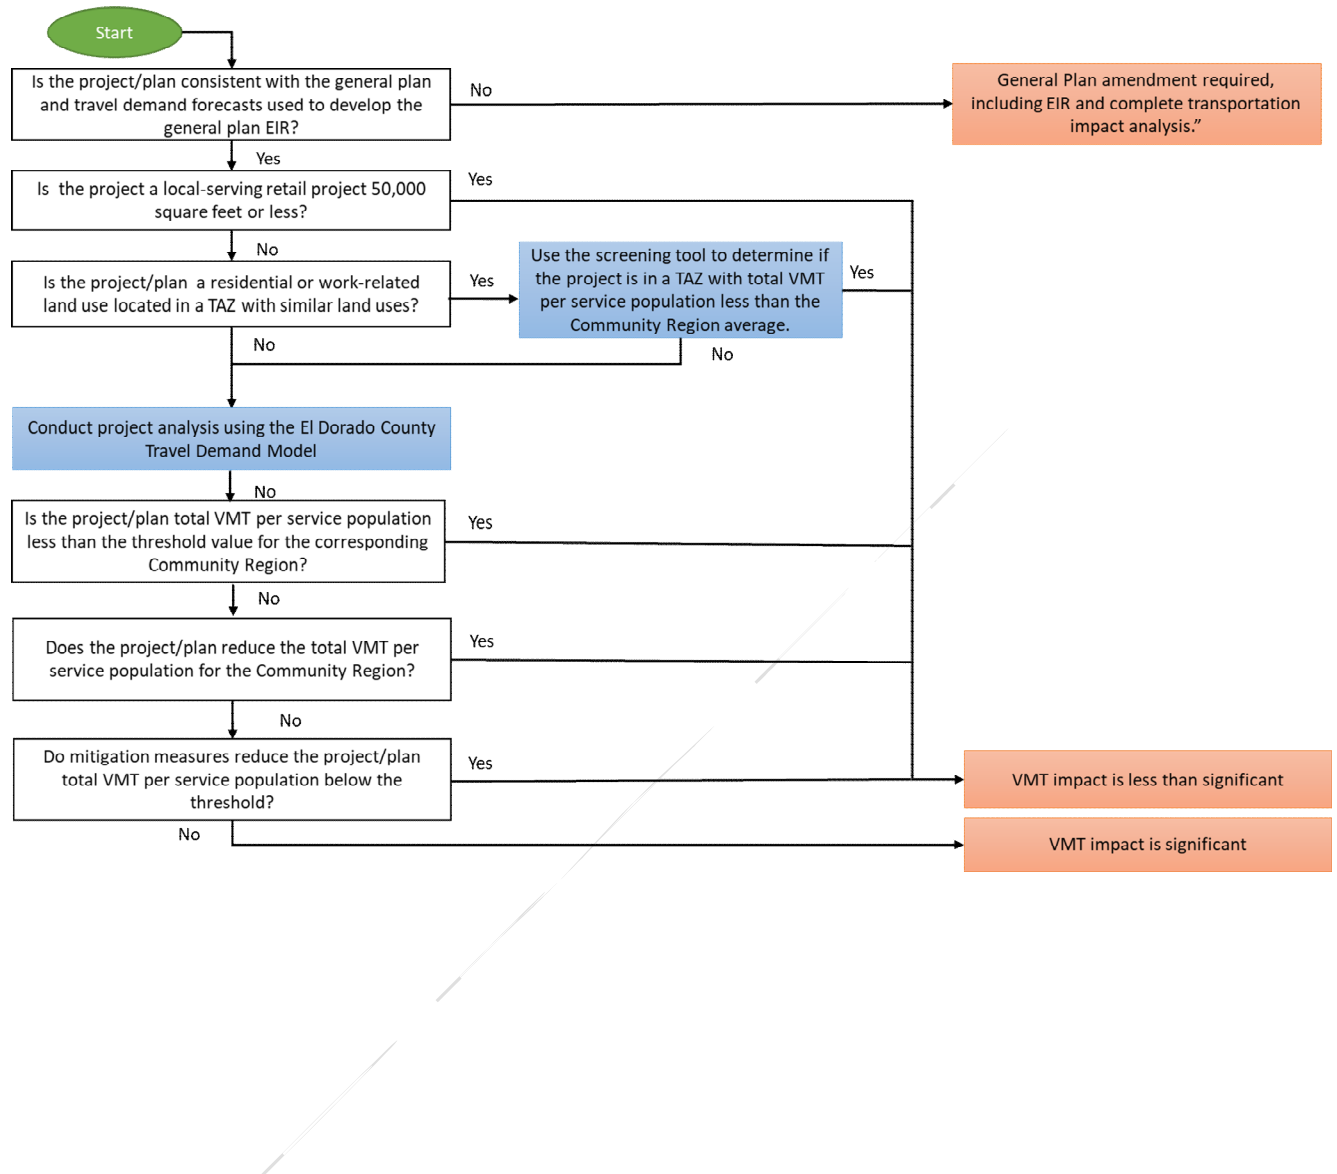 Start
Is the project/plan consistent with the general plan
and travel demand forecasts used to develop the
general plan EIR?
No
General Plan amendment required,
including EIR and complete transportation
impact analysis.”
Yes
Is the project a local-serving retail project 50,000
square feet or less?
Yes
No
Is the project/plan a residential or work-related
land use located in a TAZ with similar land uses?
Yes
Use the screening tool to determine if
the project is in a TAZ with total VMT
per service population less than the
Community Region average.
Yes
No
No
Conduct project analysis using the El Dorado County
Travel Demand Model
No
Is the project/plan total VMT per service population
less than the threshold value for the corresponding
Community Region?
Yes
No
Does the project/plan reduce the total VMT per
service population for the Community Region?
Yes
No
Do mitigation measures reduce the project/plan
total VMT per service population below the
threshold?
Yes
VMT impact is less than significant
No
VMT impact is significant